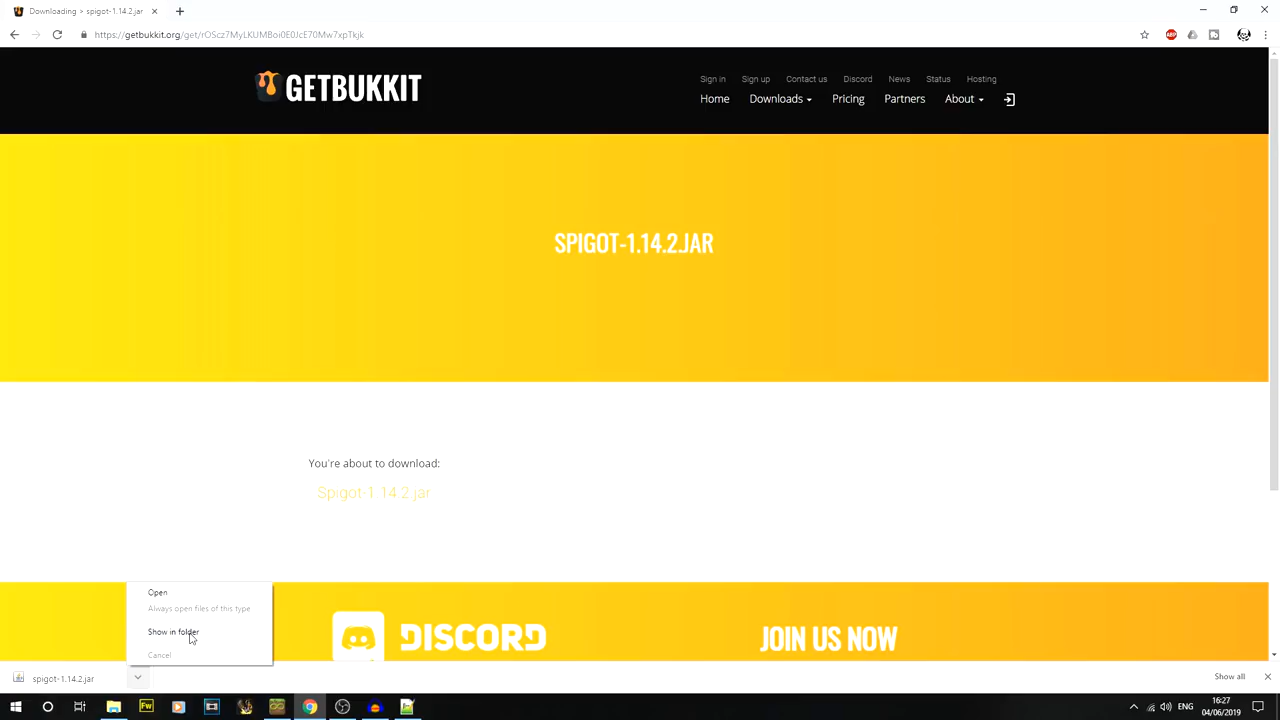 Downloading > spigot-1.14.2.jar
https://getbukkit.org/get/rOScz7MyLKUMBoi0E0JcE70Mw7xpTkjk
ABP
GETBUKKIT
Sign in Sign up Contact us Discord News Status Hosting
Home Downloads Pricing Partners About
SPIGOT-1.14.2.JAR
You're about to download:
Spigot-1.14.2.jar
Open
Always open files of this type
Show in folder
Cancel
DISCORD
JOIN US NOW
spigot-1.14.2.jar
Show all
Fw
ENG
16:27
04/06/2019